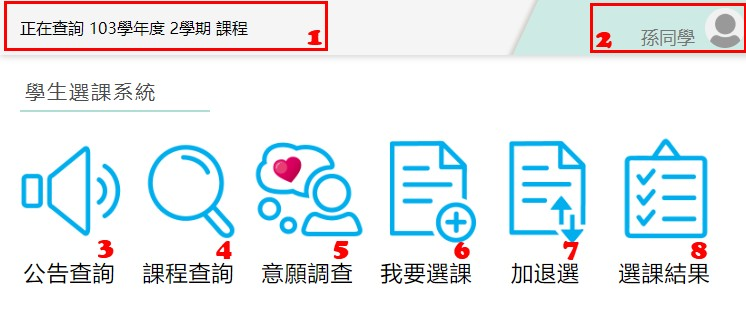 正在查詢 103學年度 2學期 課程 1
2 孫同學
學生選課系統
3 4 5 6 7 8
公告查詢 課程查詢 意願調查 我要選課 加退選 選課結果